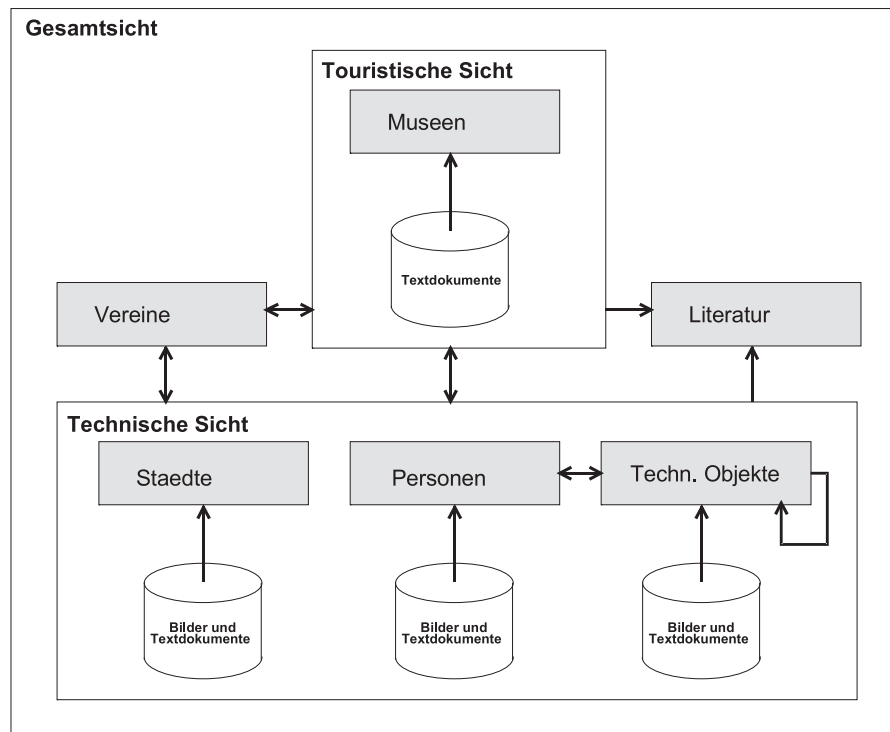 Gesamtsicht
Touristische Sicht
Museen
Textdokumente
Vereine
Literatur
Technische Sicht
Staedte
Personen
Techn. Objekte
Bilder und
Textdokumente
Bilder und
Textdokumente
Bilder und
Textdokumente